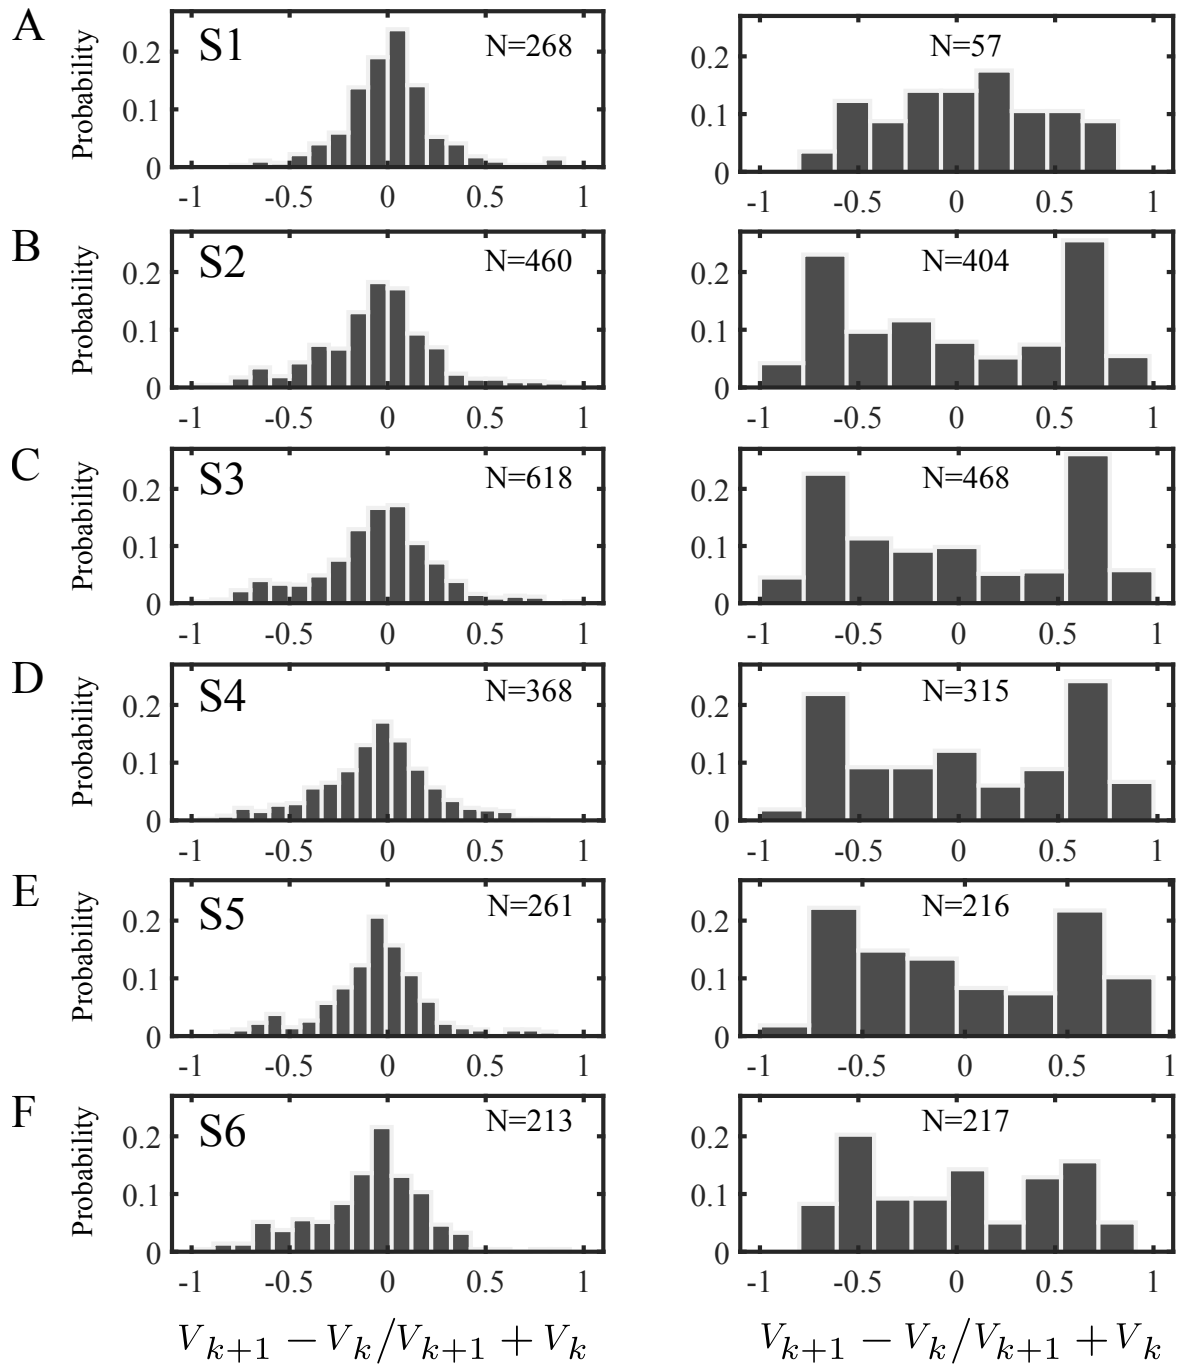 A
Probability
S1
N=268
0.2
0.1
0
-1 -0.5 0 0.5 1
N=57
0.2
0.1
0
-1 -0.5 0 0.5 1
B
Probability
S2
N=460
0.2
0.1
0
-1 -0.5 0 0.5 1
N=404
0.2
0.1
0
-1 -0.5 0 0.5 1
C
Probability
S3
N=618
0.2
0.1
0
-1 -0.5 0 0.5 1
N=468
0.2
0.1
0
-1 -0.5 0 0.5 1
D
Probability
S4
N=368
0.2
0.1
0
-1 -0.5 0 0.5 1
N=315
0.2
0.1
0
-1 -0.5 0 0.5 1
E
Probability
S5
N=261
0.2
0.1
0
-1 -0.5 0 0.5 1
N=216
0.2
0.1
0
-1 -0.5 0 0.5 1
F
Probability
S6
N=213
0.2
0.1
0
-1 -0.5 0 0.5 1
N=217
0.2
0.1
0
-1 -0.5 0 0.5 1
V_{k+1} − V_k/V_{k+1} + V_k
V_{k+1} − V_k/V_{k+1} + V_k